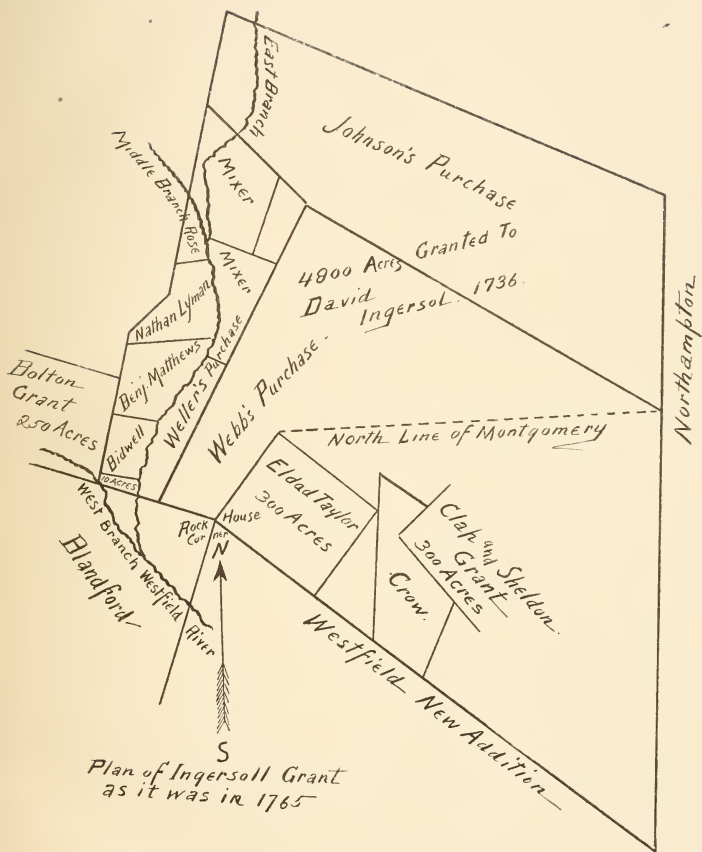 East Branch
Johnson's Purchase
Middle Branch
Rose
Mixer
Mixer
4800 Acres Granted To
David Ingersol. 1736.
Northampton
Nathan Lyman
Benj. Matthews
Weller's Purchase
Webb's Purchase.
Bolton
Grant
250 Acres
Bidwell
10 Acres
North Line of Montgomery
Eldad Taylor
300 Acres
Clap and Sheldon
Grant
300 Acres
Crow.
Rock House
Corner
West Branch Westfield River
Blandford
Westfield New Addition
N
S
Plan of Ingersoll Grant
as it was in 1765